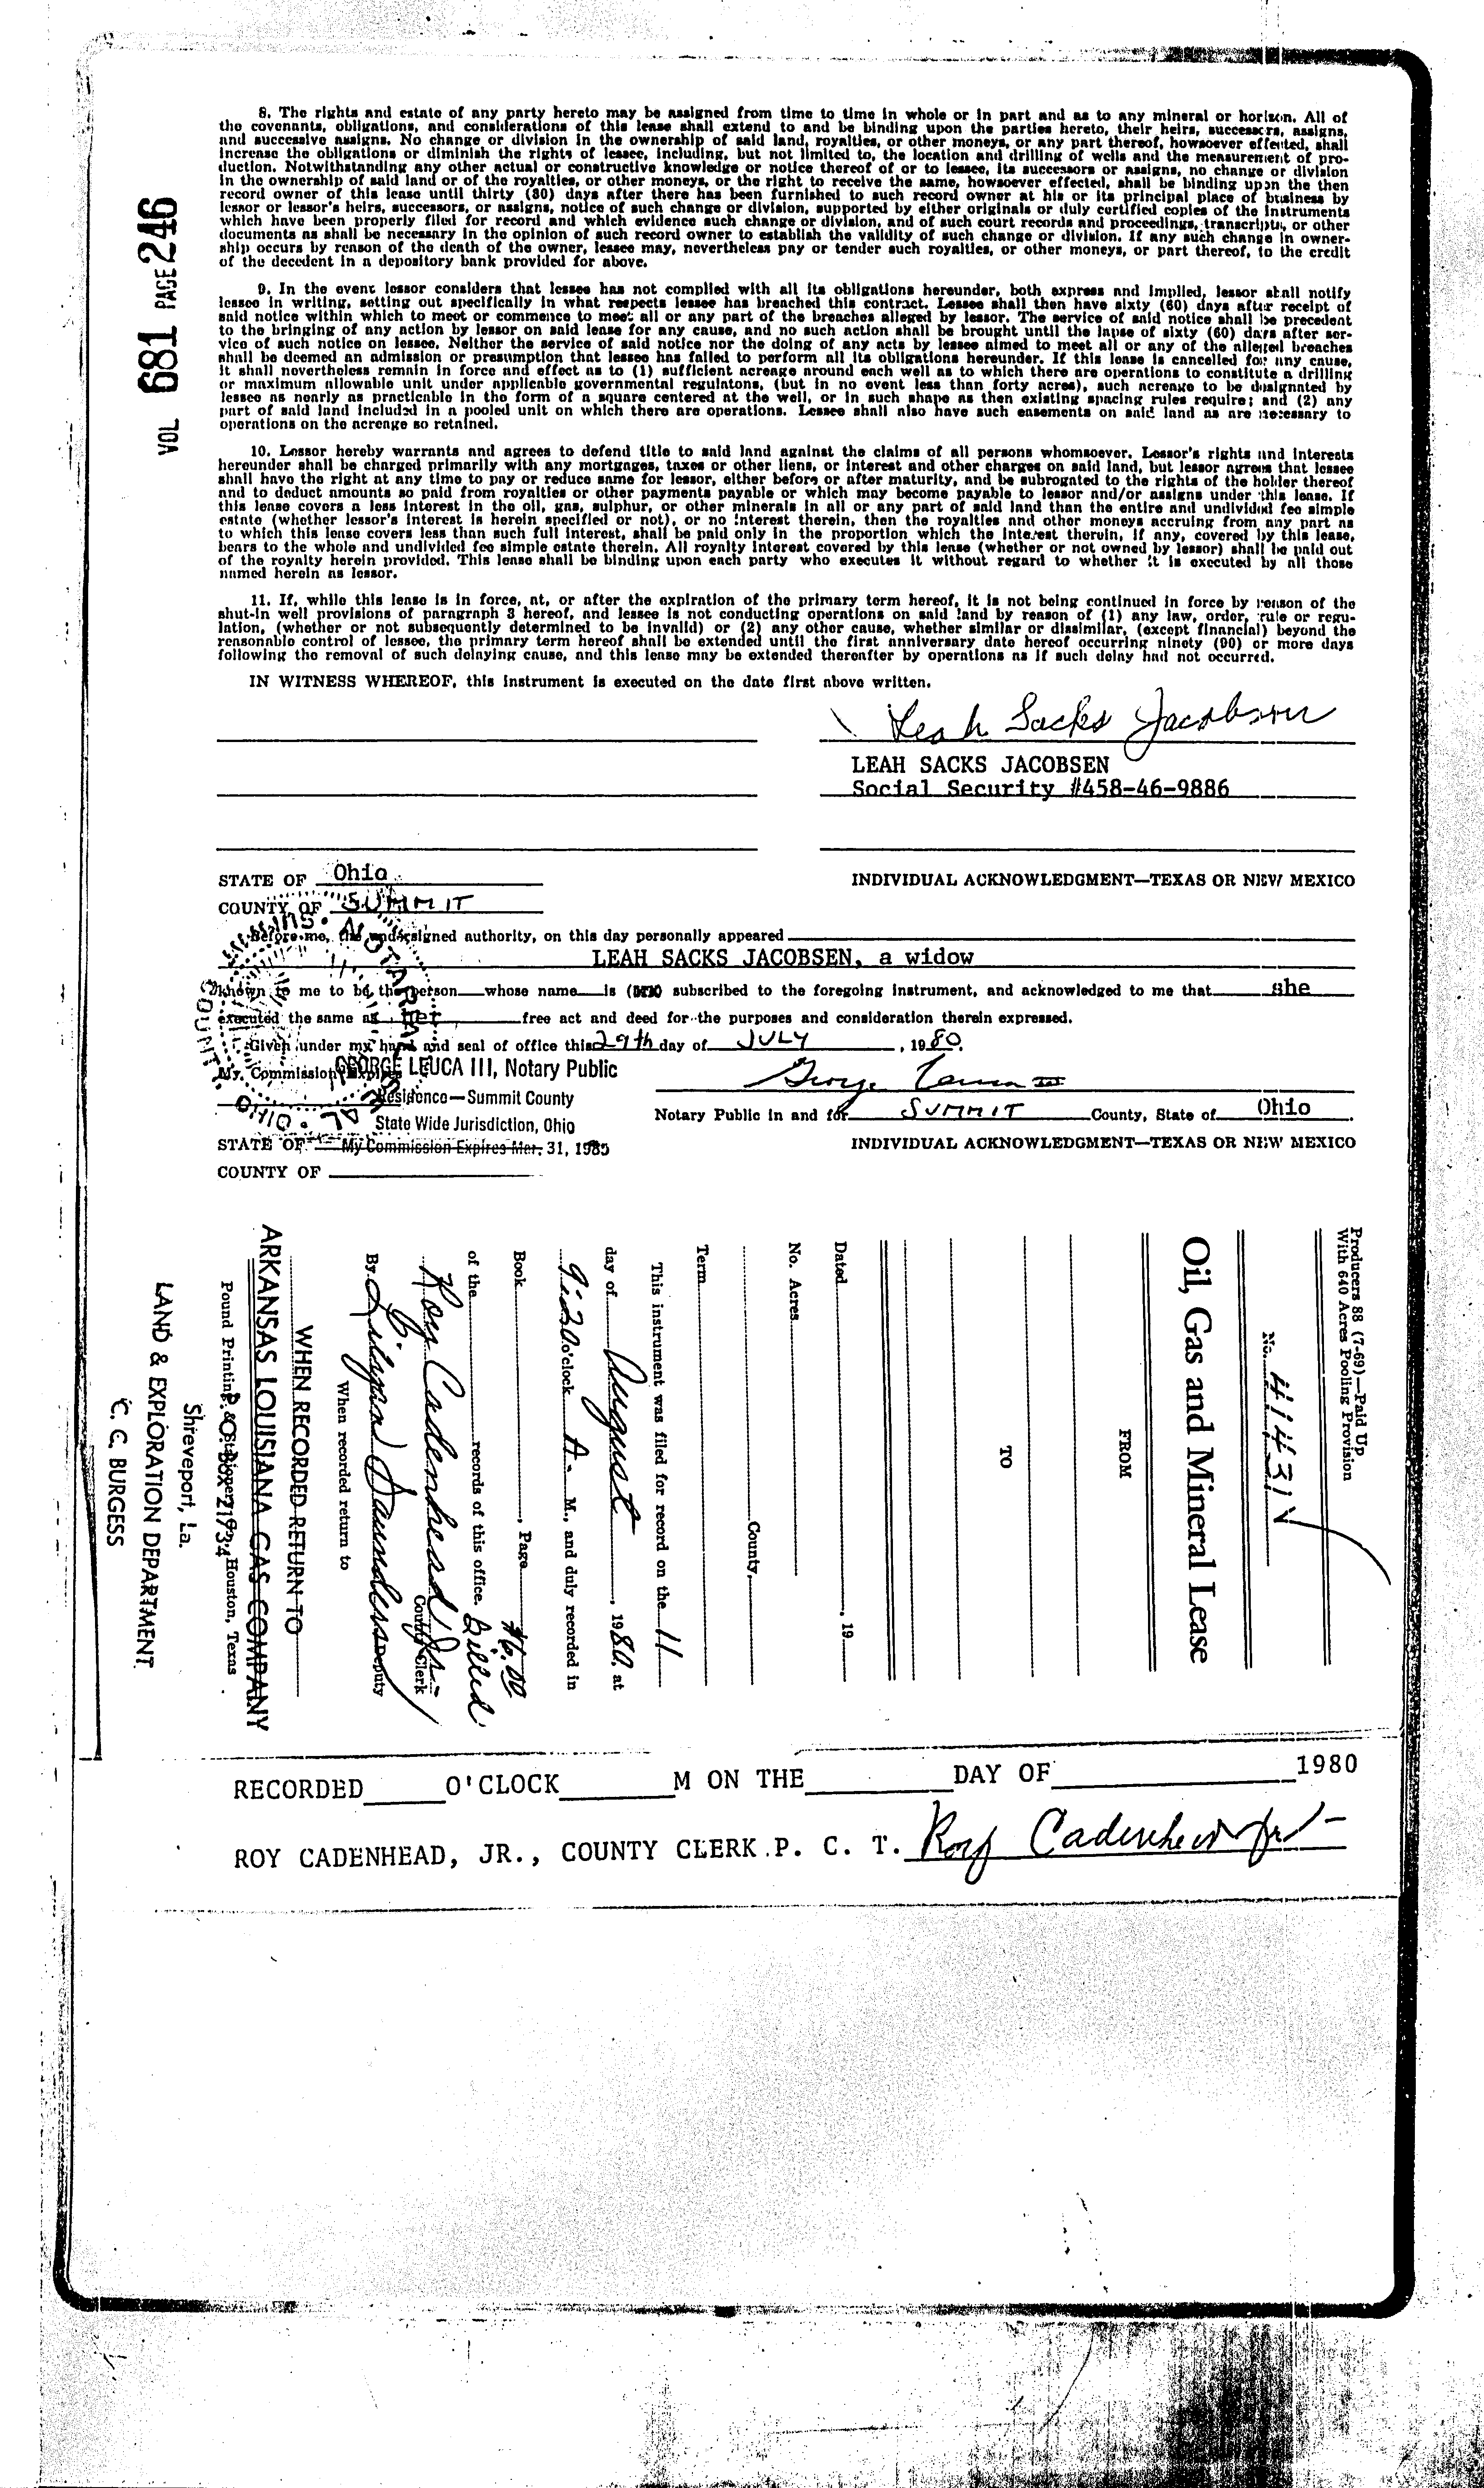 VOL 681 PAGE 246
8. The rights and estate of any party hereto may be assigned from time to time in whole or in part and as to any mineral or horizon. All of
the covenants, obligations, and considerations of this lease shall extend to and be binding upon the parties hereto, their heirs, successors, assigns,
and successive assigns. No change or division in the ownership of said land, royalties, or other moneys, or any part thereof, howsoever effected, shall
increase the obligations or diminish the rights of lessee, including, but not limited to, the location and drilling of wells and the measurement of pro-
duction. Notwithstanding any other actual or constructive knowledge or notice thereof of or to lessee, its successors or assigns, no change or division
in the ownership of said land or of the royalties, or other moneys, or the right to receive the same, howsoever effected, shall be binding upon the then
record owner of this lease until thirty (30) days after there has been furnished to such record owner at his or its principal place of business by
lessor or lessor's heirs, successors, or assigns, notice of such change or division, supported by either originals or duly certified copies of the instruments
which have been properly filed for record and which evidence such change or division, and of such court records and proceedings, transcripts, or other
documents as shall be necessary in the opinion of such record owner to establish the validity of such change or division. If any such change in owner-
ship occurs by reason of the death of the owner, lessee may, nevertheless pay or tender such royalties, or other moneys, or part thereof, to the credit
of the decedent in a depository bank provided for above.
9. In the event lessor considers that lessee has not complied with all its obligations hereunder, both express and implied, lessor shall notify
lessee in writing, setting out specifically in what respects lessee has breached this contract. Lessee shall then have sixty (60) days after receipt of
said notice within which to meet or commence to meet all or any part of the breaches alleged by lessor. The service of said notice shall be precedent
to the bringing of any action by lessor on said lease for any cause, and no such action shall be brought until the lapse of sixty (60) days after ser-
vice of such notice on lessee. Neither the service of said notice nor the doing of any acts by lessee aimed to meet all or any of the alleged breaches
shall be deemed an admission or presumption that lessee has failed to perform all its obligations hereunder. If this lease is cancelled for any cause,
it shall nevertheless remain in force and effect as to (1) sufficient acreage around each well as to which there are operations to constitute a drilling
or maximum allowable unit under applicable governmental regulatons, (but in no event less than forty acres), such acreage to be designated by
lessee as nearly as practicable in the form of a square centered at the well, or in such shape as then existing spacing rules require; and (2) any
part of said land included in a pooled unit on which there are operations. Lessee shall also have such easements on said land as are necessary to
operations on the acreage so retained.
10. Lessor hereby warrants and agrees to defend title to said land against the claims of all persons whomsoever. Lessor's rights and interests
hereunder shall be charged primarily with any mortgages, taxes or other liens, or interest and other charges on said land, but lessor agrees that lessee
shall have the right at any time to pay or reduce same for lessor, either before or after maturity, and be subrogated to the rights of the holder thereof
and to deduct amounts so paid from royalties or other payments payable or which may become payable to lessor and/or assigns under this lease. If
this lease covers a less interest in the oil, gas, sulphur, or other minerals in all or any part of said land than the entire and undivided fee simple
estate (whether lessor's interest is herein specified or not), or no interest therein, then the royalties and other moneys accruing from any part as
to which this lease covers less than such full interest, shall be paid only in the proportion which the interest therein, if any, covered by this lease,
bears to the whole and undivided fee simple estate therein. All royalty interest covered by this lease (whether or not owned by lessor) shall be paid out
of the royalty herein provided. This lease shall be binding upon each party who executes it without regard to whether it is executed by all those
named herein as lessor.
11. If, while this lease is in force, at, or after the expiration of the primary term hereof, it is not being continued in force by reason of the
shut-in well provisions of paragraph 3 hereof, and lessee is not conducting operations on said land by reason of (1) any law, order, rule or regu-
lation, (whether or not subsequently determined to be invalid) or (2) any other cause, whether similar or dissimilar, (except financial) beyond the
reasonable control of lessee, the primary term hereof shall be extended until the first anniversary date hereof occurring ninety (90) or more days
following the removal of such delaying cause, and this lease may be extended thereafter by operations as if such delay had not occurred.
IN WITNESS WHEREOF, this instrument is executed on the date first above written.
Leah Sacks Jacobsen
LEAH SACKS JACOBSEN
Social Security #458-46-9886
STATE OF Ohio
INDIVIDUAL ACKNOWLEDGMENT—TEXAS OR NEW MEXICO
COUNTY OF SUMMIT
Before me, the undersigned authority, on this day personally appeared
LEAH SACKS JACOBSEN, a widow
known to me to be the person whose name is subscribed to the foregoing instrument, and acknowledged to me that she
executed the same as her free act and deed for the purposes and consideration therein expressed.
Given under my hand and seal of office this 29th day of JULY, 1980.
My Commission Expires GEORGE LEUCA III, Notary Public
George Leuca III
Residence—Summit County
Notary Public in and for SUMMIT County, State of Ohio
State Wide Jurisdiction, Ohio
STATE OF My Commission Expires Mar. 31, 1985
INDIVIDUAL ACKNOWLEDGMENT—TEXAS OR NEW MEXICO
COUNTY OF
Producers 88 (7-69)—Paid Up
With 640 Acres Pooling Provision
No. 41431
Oil, Gas and Mineral Lease
FROM
TO
Dated , 19
No. Acres
County,
Term
This instrument was filed for record on the 11
day of August, 1980, at
9:30 o'clock A. M., and duly recorded in
Book , Page #6.00
of the records of this office. Billed
Roy Cadenhead Jr.
County Clerk
By Saunders Deputy
When recorded return to
WHEN RECORDED RETURN TO
ARKANSAS LOUISIANA GAS COMPANY
Pound Printing & Stationery Houston, Texas
P. O. Box 21734
Shreveport, La.
LAND & EXPLORATION DEPARTMENT
C. C. BURGESS
RECORDED O'CLOCK M ON THE DAY OF 1980
ROY CADENHEAD, JR., COUNTY CLERK P. C. T. Roy Cadenhead Jr